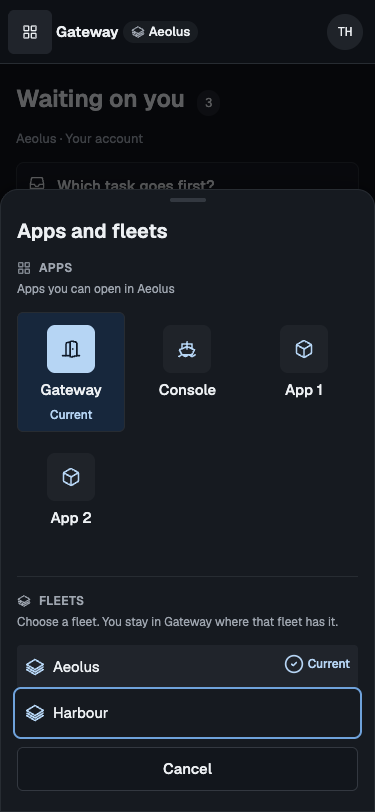 Gateway
Aeolus
TH
Waiting on you
3
Aeolus · Your account
Which task goes first?
Apps and fleets
APPS
Apps you can open in Aeolus
Gateway
Current
Console
App 1
App 2
FLEETS
Choose a fleet. You stay in Gateway where that fleet has it.
Aeolus
Current
Harbour
Cancel